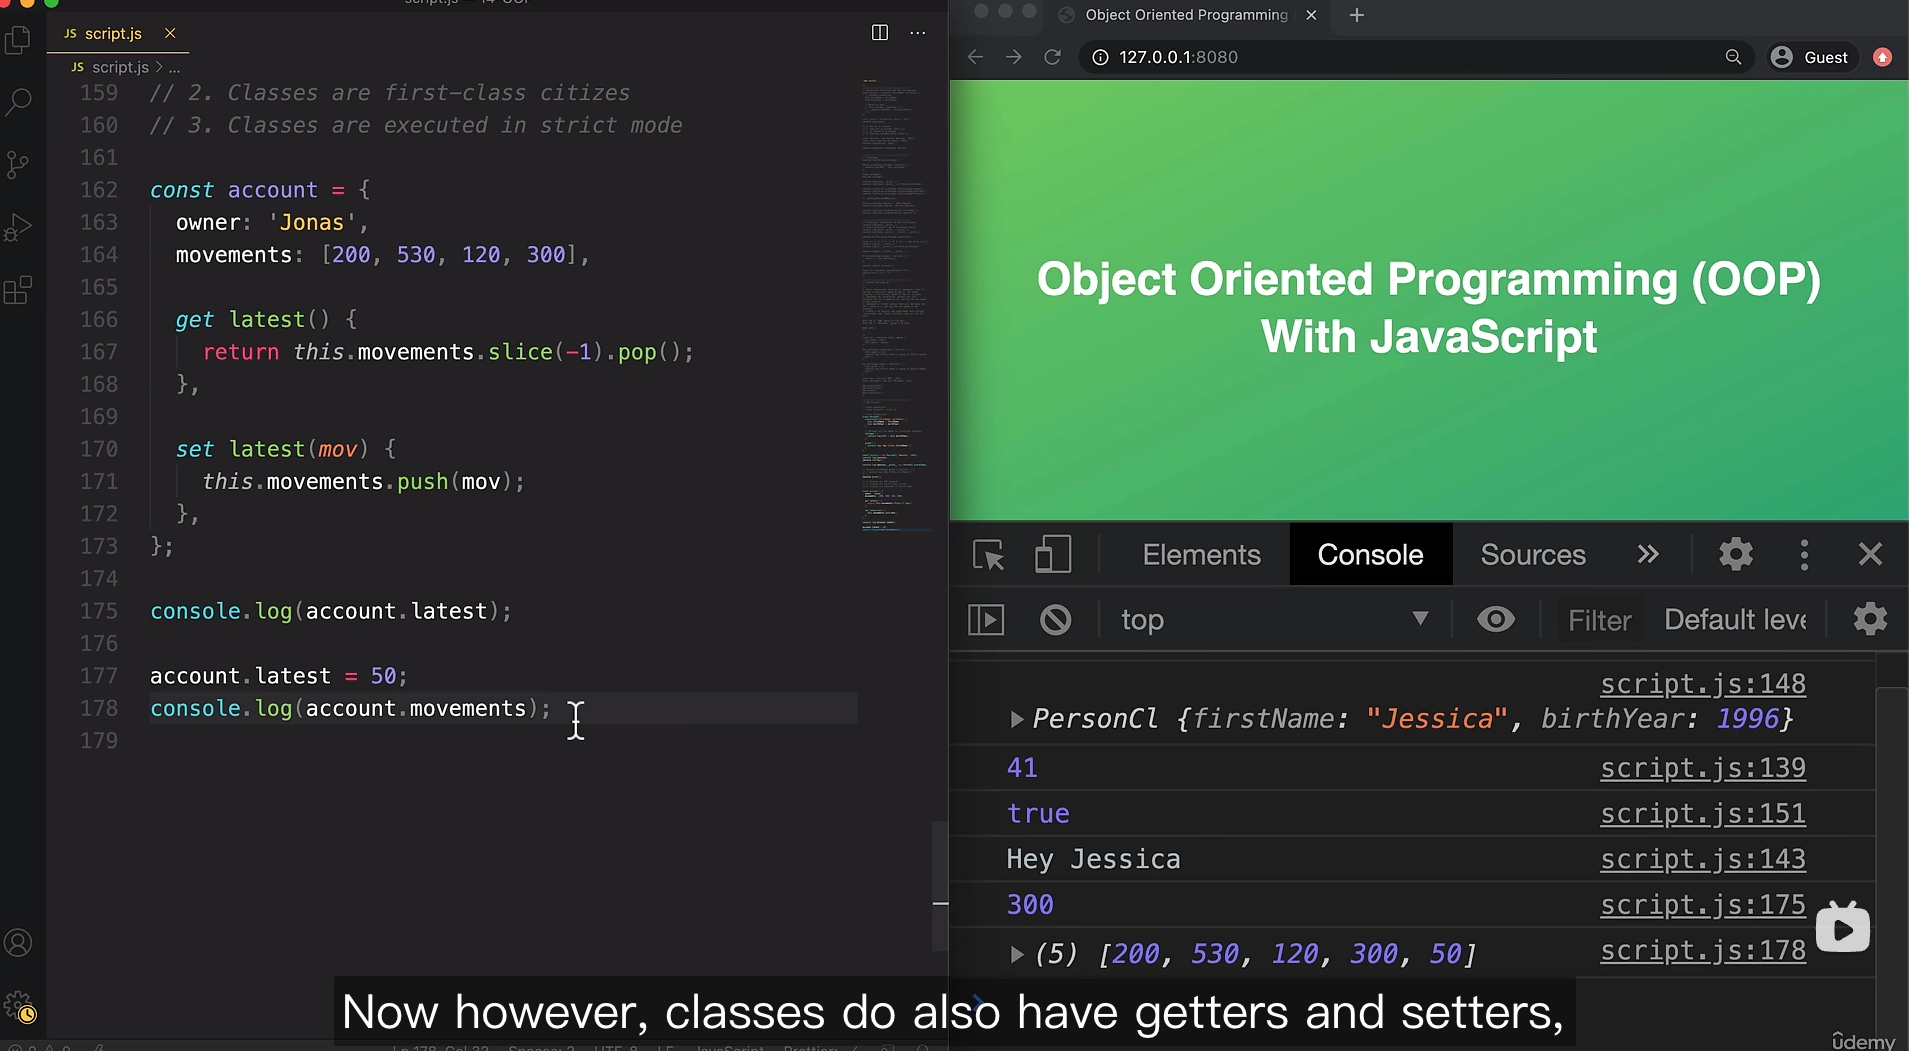 JS script.js
JS script.js > ...
159 // 2. Classes are first-class citizes
160 // 3. Classes are executed in strict mode
161
162 const account = {
163 owner: 'Jonas',
164 movements: [200, 530, 120, 300],
165
166 get latest() {
167 return this.movements.slice(-1).pop();
168 },
169
170 set latest(mov) {
171 this.movements.push(mov);
172 },
173 };
174
175 console.log(account.latest);
176
177 account.latest = 50;
178 console.log(account.movements);
179
Object Oriented Programming
127.0.0.1:8080
Guest
Object Oriented Programming (OOP)
With JavaScript
Elements Console Sources
top Filter Default leve
script.js:148
PersonCl {firstName: "Jessica", birthYear: 1996}
41 script.js:139
true script.js:151
Hey Jessica script.js:143
300 script.js:175
(5) [200, 530, 120, 300, 50] script.js:178
Now however, classes do also have getters and setters,
ûdemy